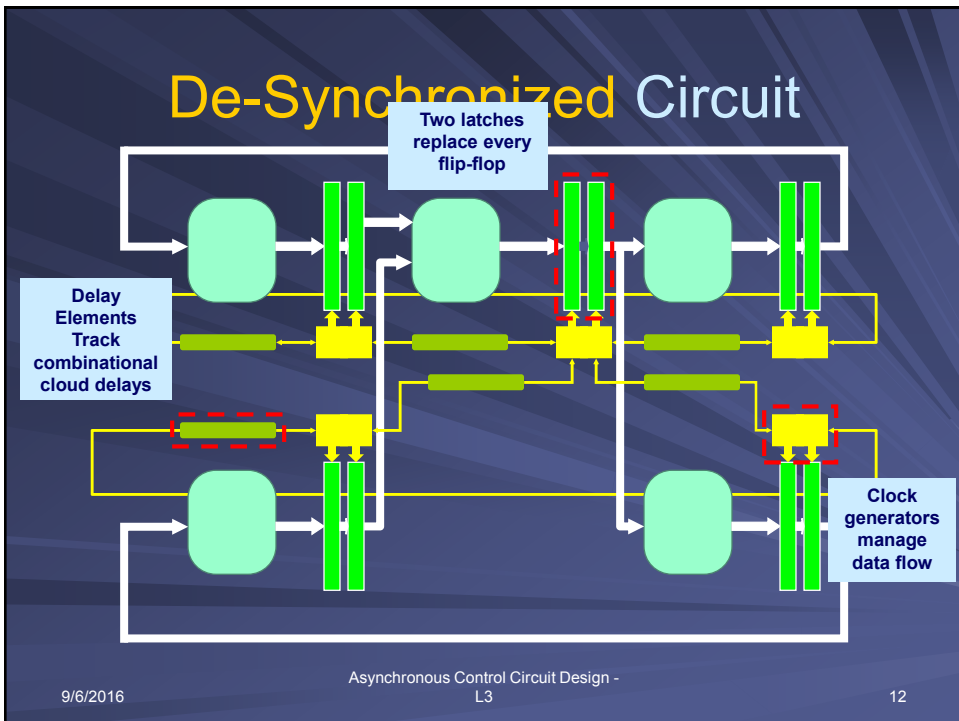 De-Synchronized Circuit
Two latches
replace every
flip-flop
Delay
Elements
Track
combinational
cloud delays
Clock
generators
manage
data flow
9/6/2016
Asynchronous Control Circuit Design -
L3
12